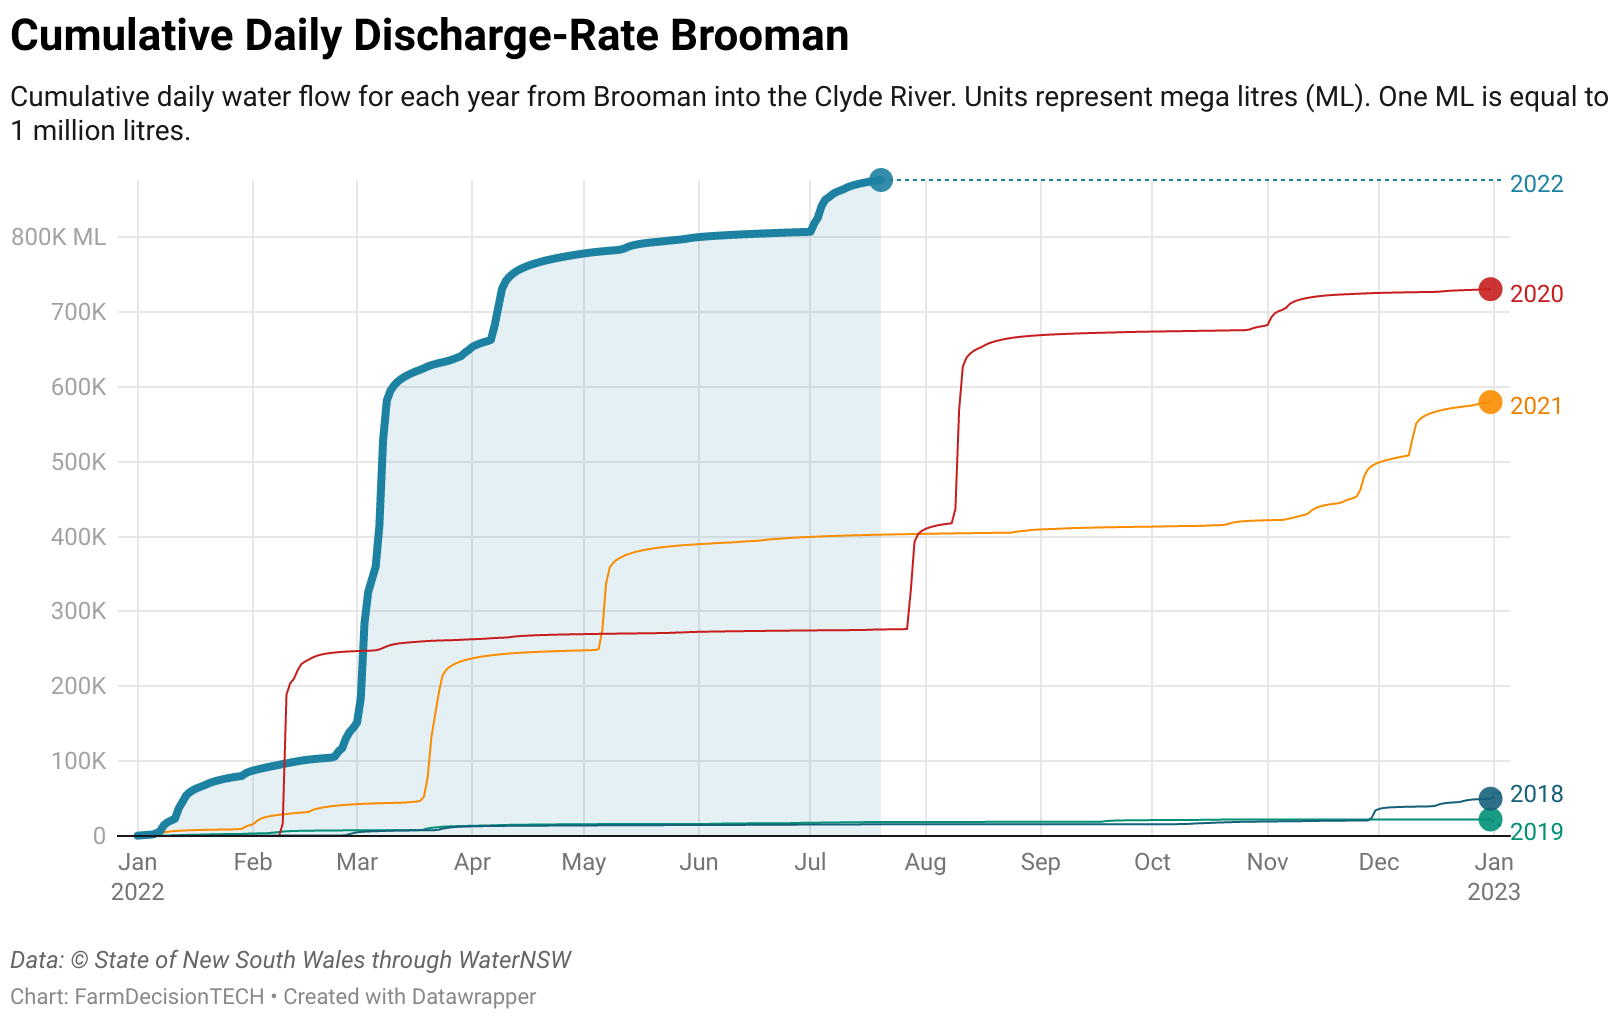 Cumulative Daily Discharge-Rate Brooman
Cumulative daily water flow for each year from Brooman into the Clyde River. Units represent mega litres (ML). One ML is equal to
1 million litres.
2022
800K ML
2020
700K
600K
2021
500K
400K
300K
200K
100K
2018
0
2019
Jan Feb Mar Apr May Jun Jul Aug Sep Oct Nov Dec Jan
2022 2023
Data: © State of New South Wales through WaterNSW
Chart: FarmDecisionTECH • Created with Datawrapper